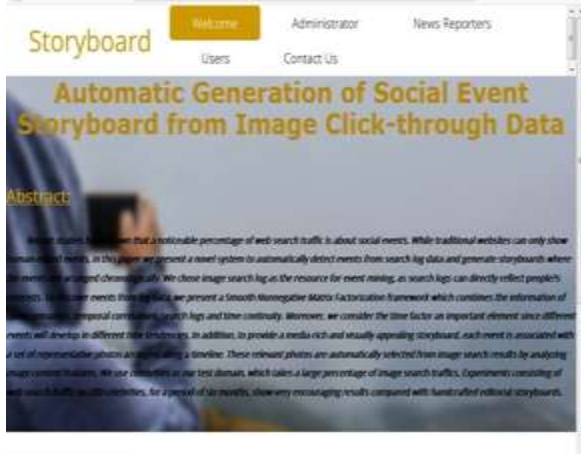 Storyboard
Welcome
Administrator
News Reporters
Users
Contact Us
Automatic Generation of Social Event
Storyboard from Image Click-through Data
Abstract:
that a noticeable percentage of web search traffic is about social events. While traditional websites can only show
events, in this paper we present a novel system to automatically detect events from search log data and generate storyboards where
the events are arranged chronologically. We chose image search log as the resource for event mining, as search logs can directly reflect people's
interests. To discover events from log data, we present a Smooth Nonnegative Matrix Factorization framework which combines the information of
search logs and time continuity. Moreover, we consider the time factor an important element since different
events will develop in different time tendencies. In addition, to provide a media-rich and visually appealing storyboard, each event is associated with
a set of representative photos arranged along a timeline. These relevant photos are automatically selected from image search results by analyzing
image content features. We use celebrities as our test domain, which takes a large percentage of image search traffics. Experiments consisting of
web search traffic celebrities, for a period of six months, show very encouraging results compared with handcrafted editorial storyboards.